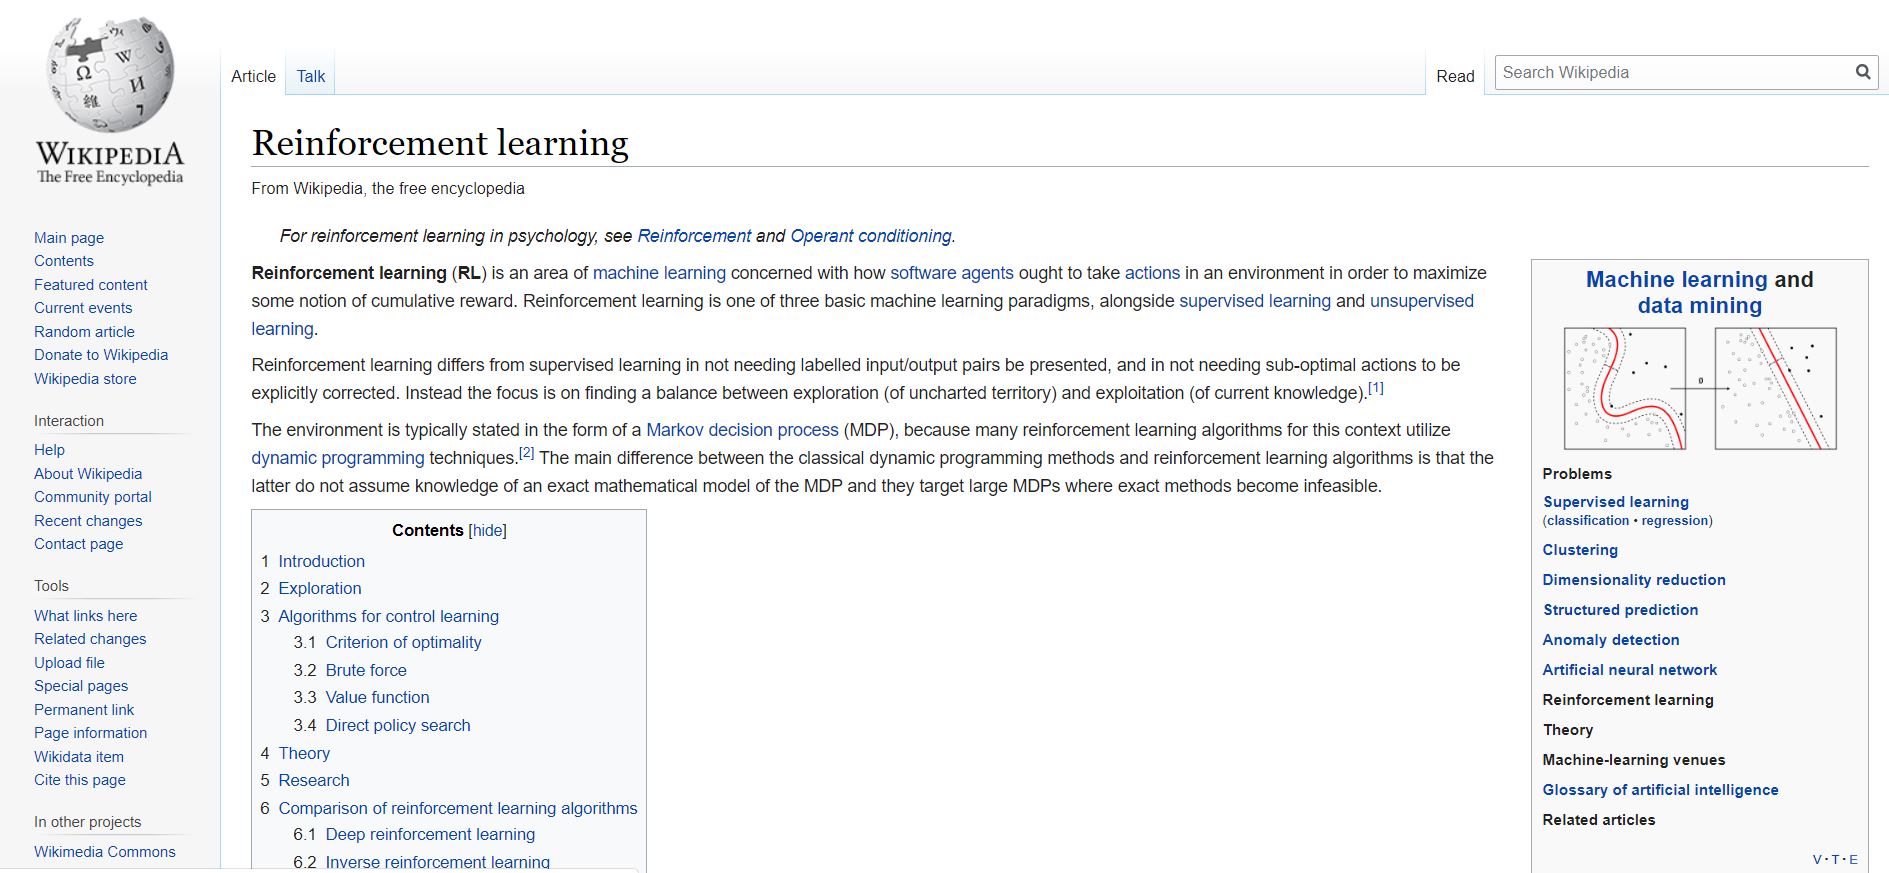 WIKIPEDIA
The Free Encyclopedia
Main page
Contents
Featured content
Current events
Random article
Donate to Wikipedia
Wikipedia store
Interaction
Help
About Wikipedia
Community portal
Recent changes
Contact page
Tools
What links here
Related changes
Upload file
Special pages
Permanent link
Page information
Wikidata item
Cite this page
In other projects
Wikimedia Commons
Article
Talk
Read
Search Wikipedia
Reinforcement learning
From Wikipedia, the free encyclopedia
For reinforcement learning in psychology, see Reinforcement and Operant conditioning.
Reinforcement learning (RL) is an area of machine learning concerned with how software agents ought to take actions in an environment in order to maximize
some notion of cumulative reward. Reinforcement learning is one of three basic machine learning paradigms, alongside supervised learning and unsupervised
learning.
Reinforcement learning differs from supervised learning in not needing labelled input/output pairs be presented, and in not needing sub-optimal actions to be
explicitly corrected. Instead the focus is on finding a balance between exploration (of uncharted territory) and exploitation (of current knowledge).[1]
The environment is typically stated in the form of a Markov decision process (MDP), because many reinforcement learning algorithms for this context utilize
dynamic programming techniques.[2] The main difference between the classical dynamic programming methods and reinforcement learning algorithms is that the
latter do not assume knowledge of an exact mathematical model of the MDP and they target large MDPs where exact methods become infeasible.
Contents [hide]
1 Introduction
2 Exploration
3 Algorithms for control learning
3.1 Criterion of optimality
3.2 Brute force
3.3 Value function
3.4 Direct policy search
4 Theory
5 Research
6 Comparison of reinforcement learning algorithms
6.1 Deep reinforcement learning
6.2 Inverse reinforcement learning
Machine learning and
data mining
Problems
Supervised learning
(classification • regression)
Clustering
Dimensionality reduction
Structured prediction
Anomaly detection
Artificial neural network
Reinforcement learning
Theory
Machine-learning venues
Glossary of artificial intelligence
Related articles
V · T · E